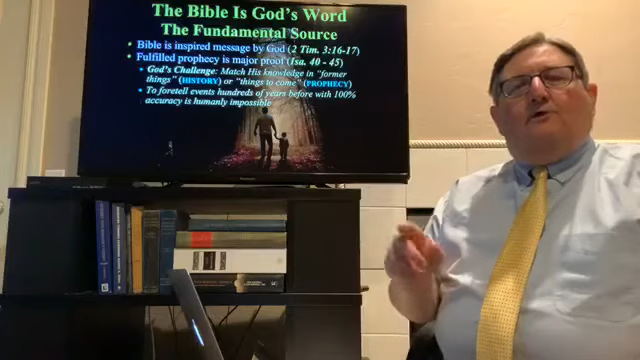 The Bible Is God's Word
The Fundamental Source
• Bible is inspired message by God (2 Tim. 3:16-17)
• Fulfilled prophecy is major proof (Isa. 40 - 45)
• God's Challenge: Match His knowledge in "former
things" (HISTORY) or "things to come" (PROPHECY)
• To foretell events hundreds of years before with 100%
accuracy is humanly impossible